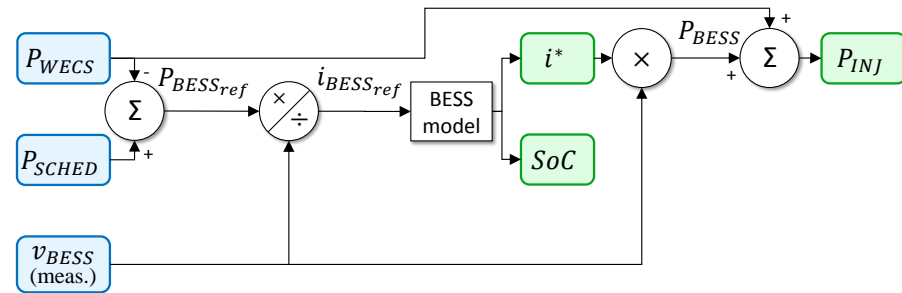 P_WECS
-
Σ
+
P_SCHED
v_BESS
(meas.)
P_BESS_ref
×
÷
i_BESS_ref
BESS
model
i*
SoC
×
P_BESS
+
+
Σ
P_INJ